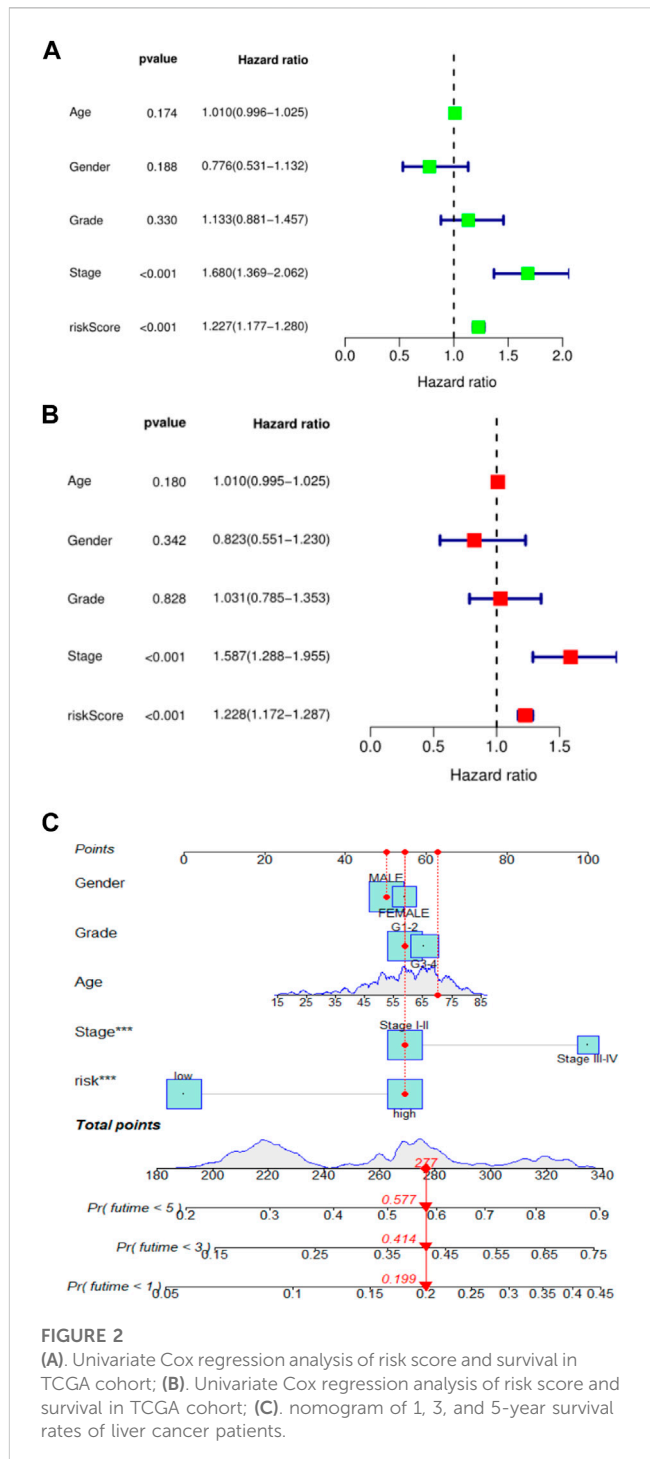 A
pvalue Hazard ratio
Age 0.174 1.010(0.996−1.025)
Gender 0.188 0.776(0.531−1.132)
Grade 0.330 1.133(0.881−1.457)
Stage <0.001 1.680(1.369−2.062)
riskScore <0.001 1.227(1.177−1.280)
0.0 0.5 1.0 1.5 2.0
Hazard ratio
B
pvalue Hazard ratio
Age 0.180 1.010(0.995−1.025)
Gender 0.342 0.823(0.551−1.230)
Grade 0.828 1.031(0.785−1.353)
Stage <0.001 1.587(1.288−1.955)
riskScore <0.001 1.228(1.172−1.287)
0.0 0.5 1.0 1.5
Hazard ratio
C
Points 0 20 40 60 80 100
Gender MALE
FEMALE
Grade G1-2
G3-4
Age
15 25 35 45 55 65 75 85
Stage*** Stage I-II
Stage III-IV
risk*** low
high
Total points
277
180 200 220 240 260 280 300 320 340
0.577
Pr( futime < 5) 0.2 0.3 0.4 0.5 0.6 0.7 0.8 0.9
0.414
Pr( futime < 3) 0.15 0.25 0.35 0.45 0.55 0.65 0.75
0.199
Pr( futime < 1) 0.05 0.1 0.15 0.2 0.25 0.3 0.35 0.4 0.45
FIGURE 2
(A). Univariate Cox regression analysis of risk score and survival in
TCGA cohort; (B). Univariate Cox regression analysis of risk score and
survival in TCGA cohort; (C). nomogram of 1, 3, and 5-year survival
rates of liver cancer patients.